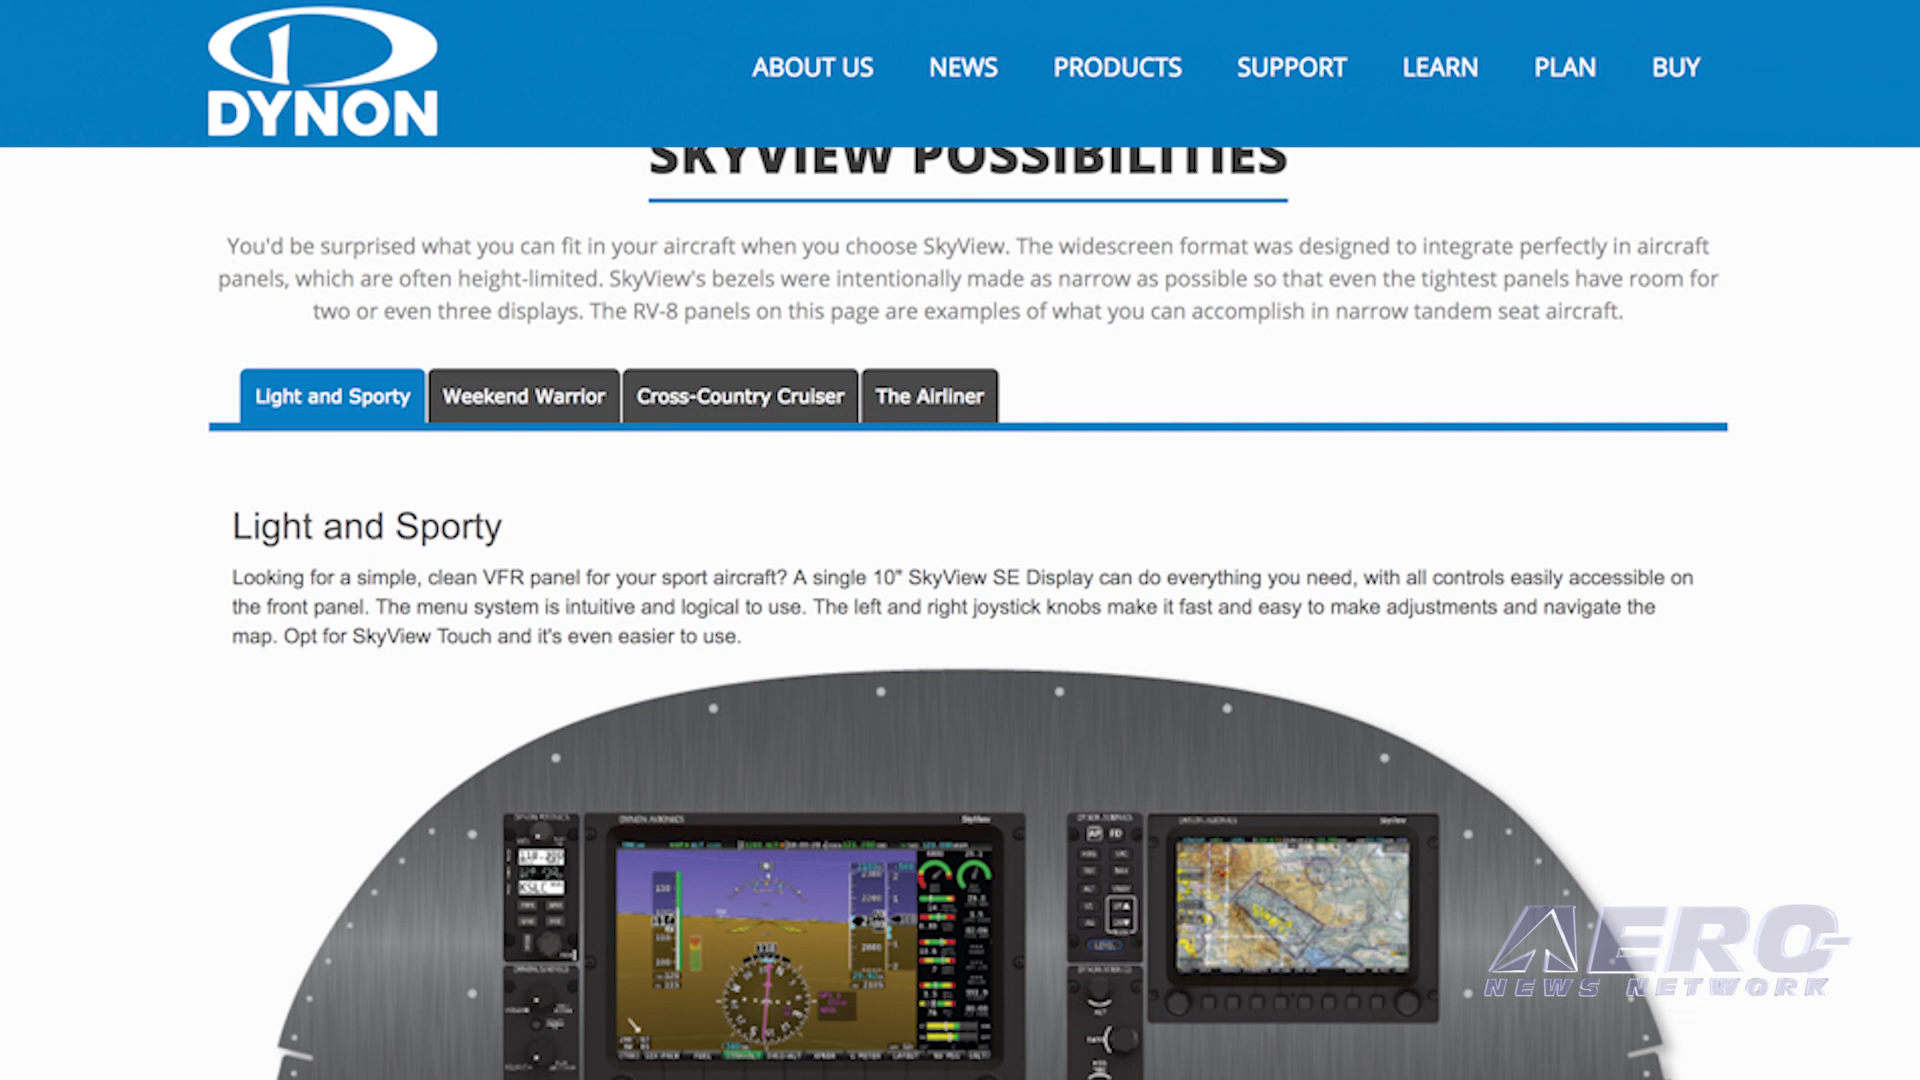 DYNON
ABOUT US NEWS PRODUCTS SUPPORT LEARN PLAN BUY
SKYVIEW POSSIBILITIES
You'd be surprised what you can fit in your aircraft when you choose SkyView. The widescreen format was designed to integrate perfectly in aircraft
panels, which are often height-limited. SkyView's bezels were intentionally made as narrow as possible so that even the tightest panels have room for
two or even three displays. The RV-8 panels on this page are examples of what you can accomplish in narrow tandem seat aircraft.
Light and Sporty Weekend Warrior Cross-Country Cruiser The Airliner
Light and Sporty
Looking for a simple, clean VFR panel for your sport aircraft? A single 10" SkyView SE Display can do everything you need, with all controls easily accessible on
the front panel. The menu system is intuitive and logical to use. The left and right joystick knobs make it fast and easy to make adjustments and navigate the
map. Opt for SkyView Touch and it's even easier to use.
DYNON AVIONICS SkyView
AP FD
SkyView
KSLC
LEVEL
AERO
NEWS NETWORK